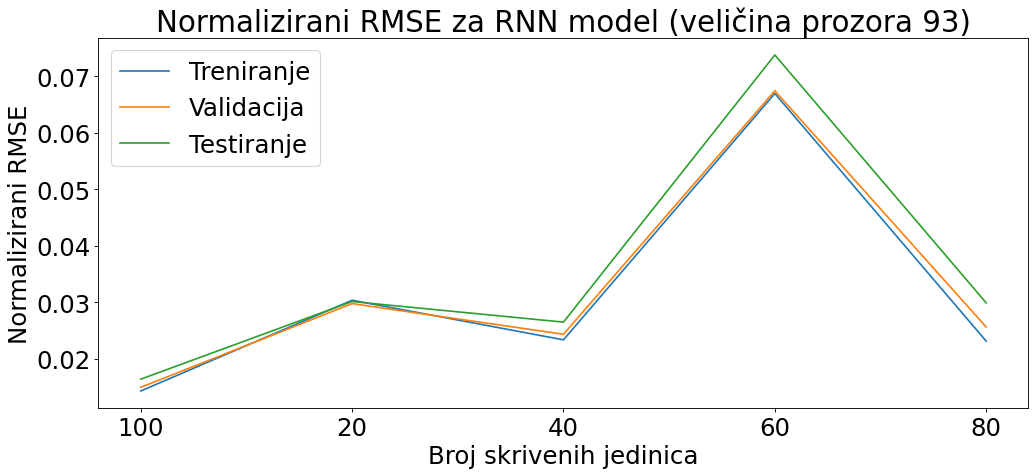 Normalizirani RMSE za RNN model (veličina prozora 93)
Treniranje
Validacija
Testiranje
Normalizirani RMSE
0.07
0.06
0.05
0.04
0.03
0.02
100 20 40 60 80
Broj skrivenih jedinica